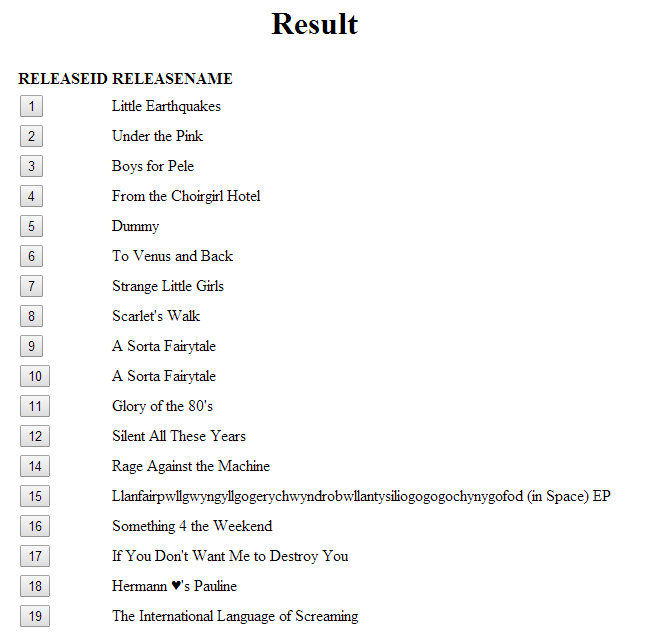 Result
RELEASEID RELEASENAME
1 Little Earthquakes
2 Under the Pink
3 Boys for Pele
4 From the Choirgirl Hotel
5 Dummy
6 To Venus and Back
7 Strange Little Girls
8 Scarlet's Walk
9 A Sorta Fairytale
10 A Sorta Fairytale
11 Glory of the 80's
12 Silent All These Years
14 Rage Against the Machine
15 Llanfairpwllgwyngyllgogerychwyndrobwllantysiliogogogochynygofod (in Space) EP
16 Something 4 the Weekend
17 If You Don't Want Me to Destroy You
18 Hermann ♥'s Pauline
19 The International Language of Screaming